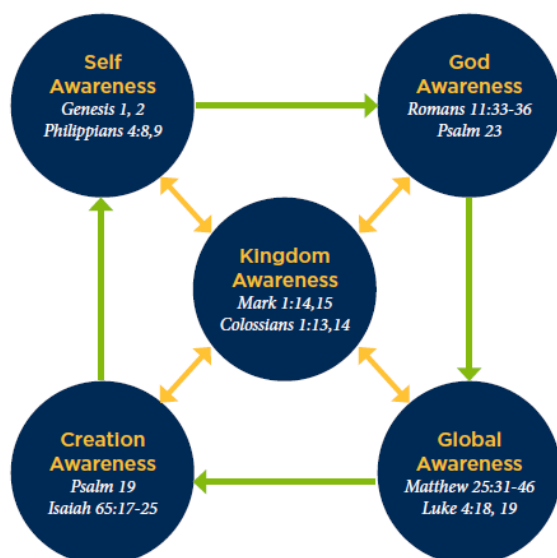 Self
Awareness
Genesis 1, 2
Philippians 4:8,9
God
Awareness
Romans 11:33-36
Psalm 23
Kingdom
Awareness
Mark 1:14,15
Colossians 1:13,14
Creation
Awareness
Psalm 19
Isaiah 65:17-25
Global
Awareness
Matthew 25:31-46
Luke 4:18, 19